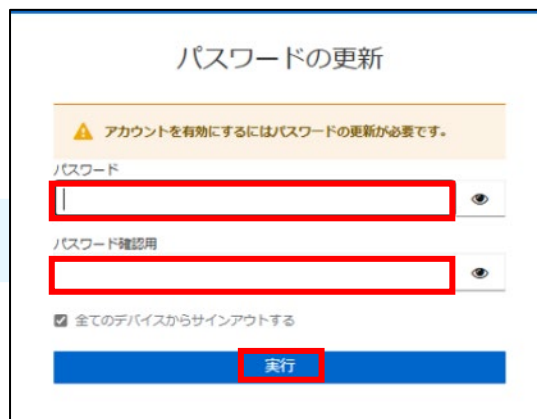 パスワードの更新
アカウントを有効にするにはパスワードの更新が必要です。
パスワード
パスワード確認用
全てのデバイスからサインアウトする
実行